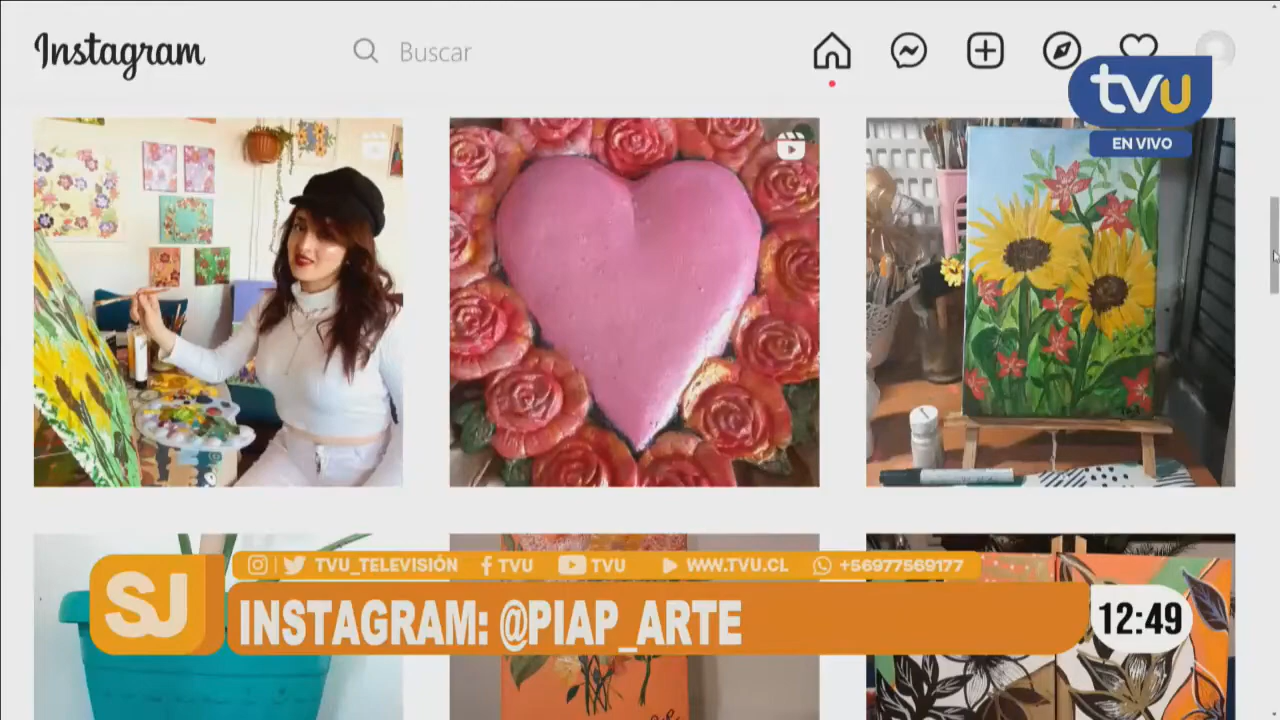 Instagram
Buscar
tvu
EN VIVO
TVU_TELEVISIÓN
TVU
TVU
WWW.TVU.CL
+56977569177
SJ
INSTAGRAM: @PIAP_ARTE
12:49